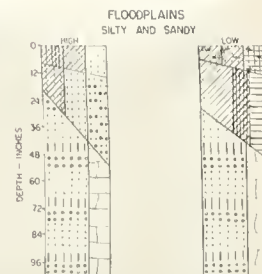 FLOODPLAINS
SILTY AND SANDY
HIGH
LOW
DEPTH - INCHES
0
12
24
36
48
60
72
84
96